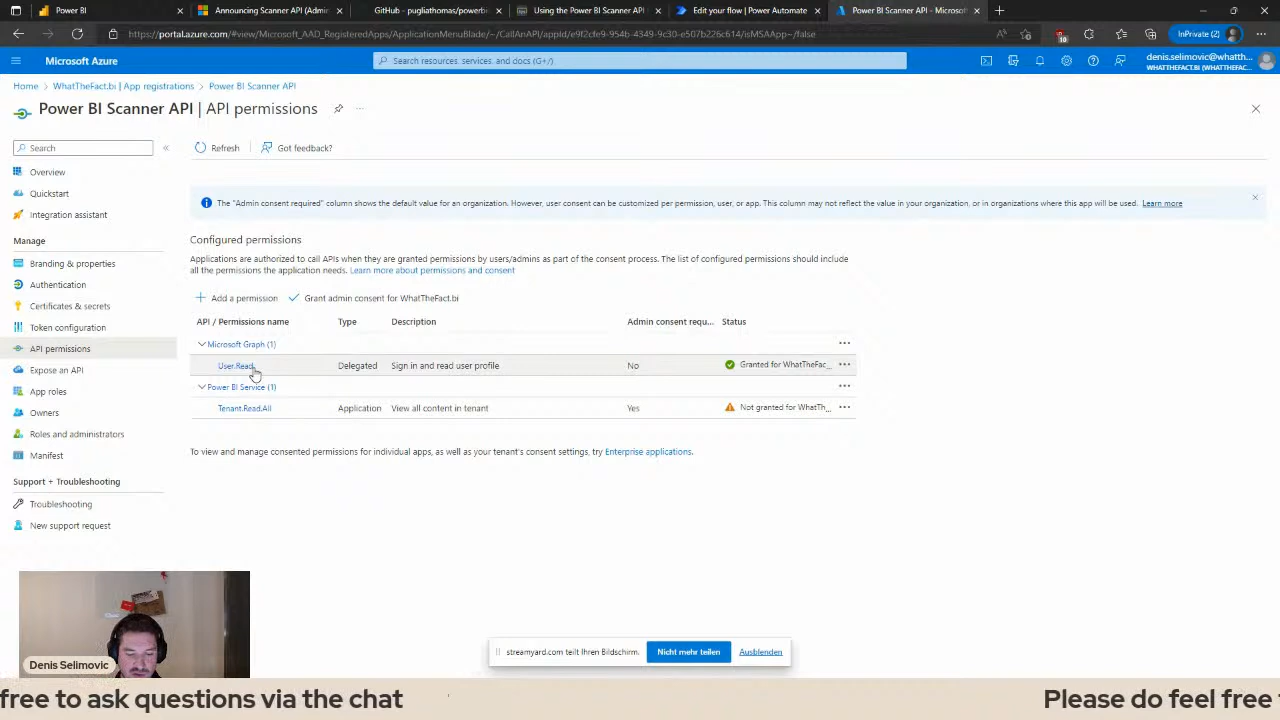 Power BI
Announcing Scanner API (Admin
GitHub - pugliathomas/powerbi
Using the Power BI Scanner API
Edit your flow | Power Automate
Power BI Scanner API - Microsoft
https://portal.azure.com/#view/Microsoft_AAD_RegisteredApps/ApplicationMenuBlade/~/CallAnAPI/appId/e9f2cfe9-954b-4349-9c30-e507b226c614/isMSAApp~/false
InPrivate (2)
Microsoft Azure
Search resources, services, and docs (G+/)
denis.selimovic@whatth...
WHATTHEFACT.BI (WHATTHEFAC...
Home > WhatTheFact.bi | App registrations > Power BI Scanner API
Power BI Scanner API | API permissions
Search
Refresh
Got feedback?
Overview
Quickstart
Integration assistant
Manage
Branding & properties
Authentication
Certificates & secrets
Token configuration
API permissions
Expose an API
App roles
Owners
Roles and administrators
Manifest
Support + Troubleshooting
Troubleshooting
New support request
The "Admin consent required" column shows the default value for an organization. However, user consent can be customized per permission, user, or app. This column may not reflect the value in your organization, or in organizations where this app will be used. Learn more
Configured permissions
Applications are authorized to call APIs when they are granted permissions by users/admins as part of the consent process. The list of configured permissions should include
all the permissions the application needs. Learn more about permissions and consent
Add a permission
Grant admin consent for WhatTheFact.bi
API / Permissions name Type Description Admin consent requ... Status
Microsoft Graph (1)
User.Read Delegated Sign in and read user profile No Granted for WhatTheFac...
Power BI Service (1)
Tenant.Read.All Application View all content in tenant Yes Not granted for WhatTh...
To view and manage consented permissions for individual apps, as well as your tenant's consent settings, try Enterprise applications.
streamyard.com teilt Ihren Bildschirm.
Nicht mehr teilen
Ausblenden
Denis Selimovic
free to ask questions via the chat
Please do feel free